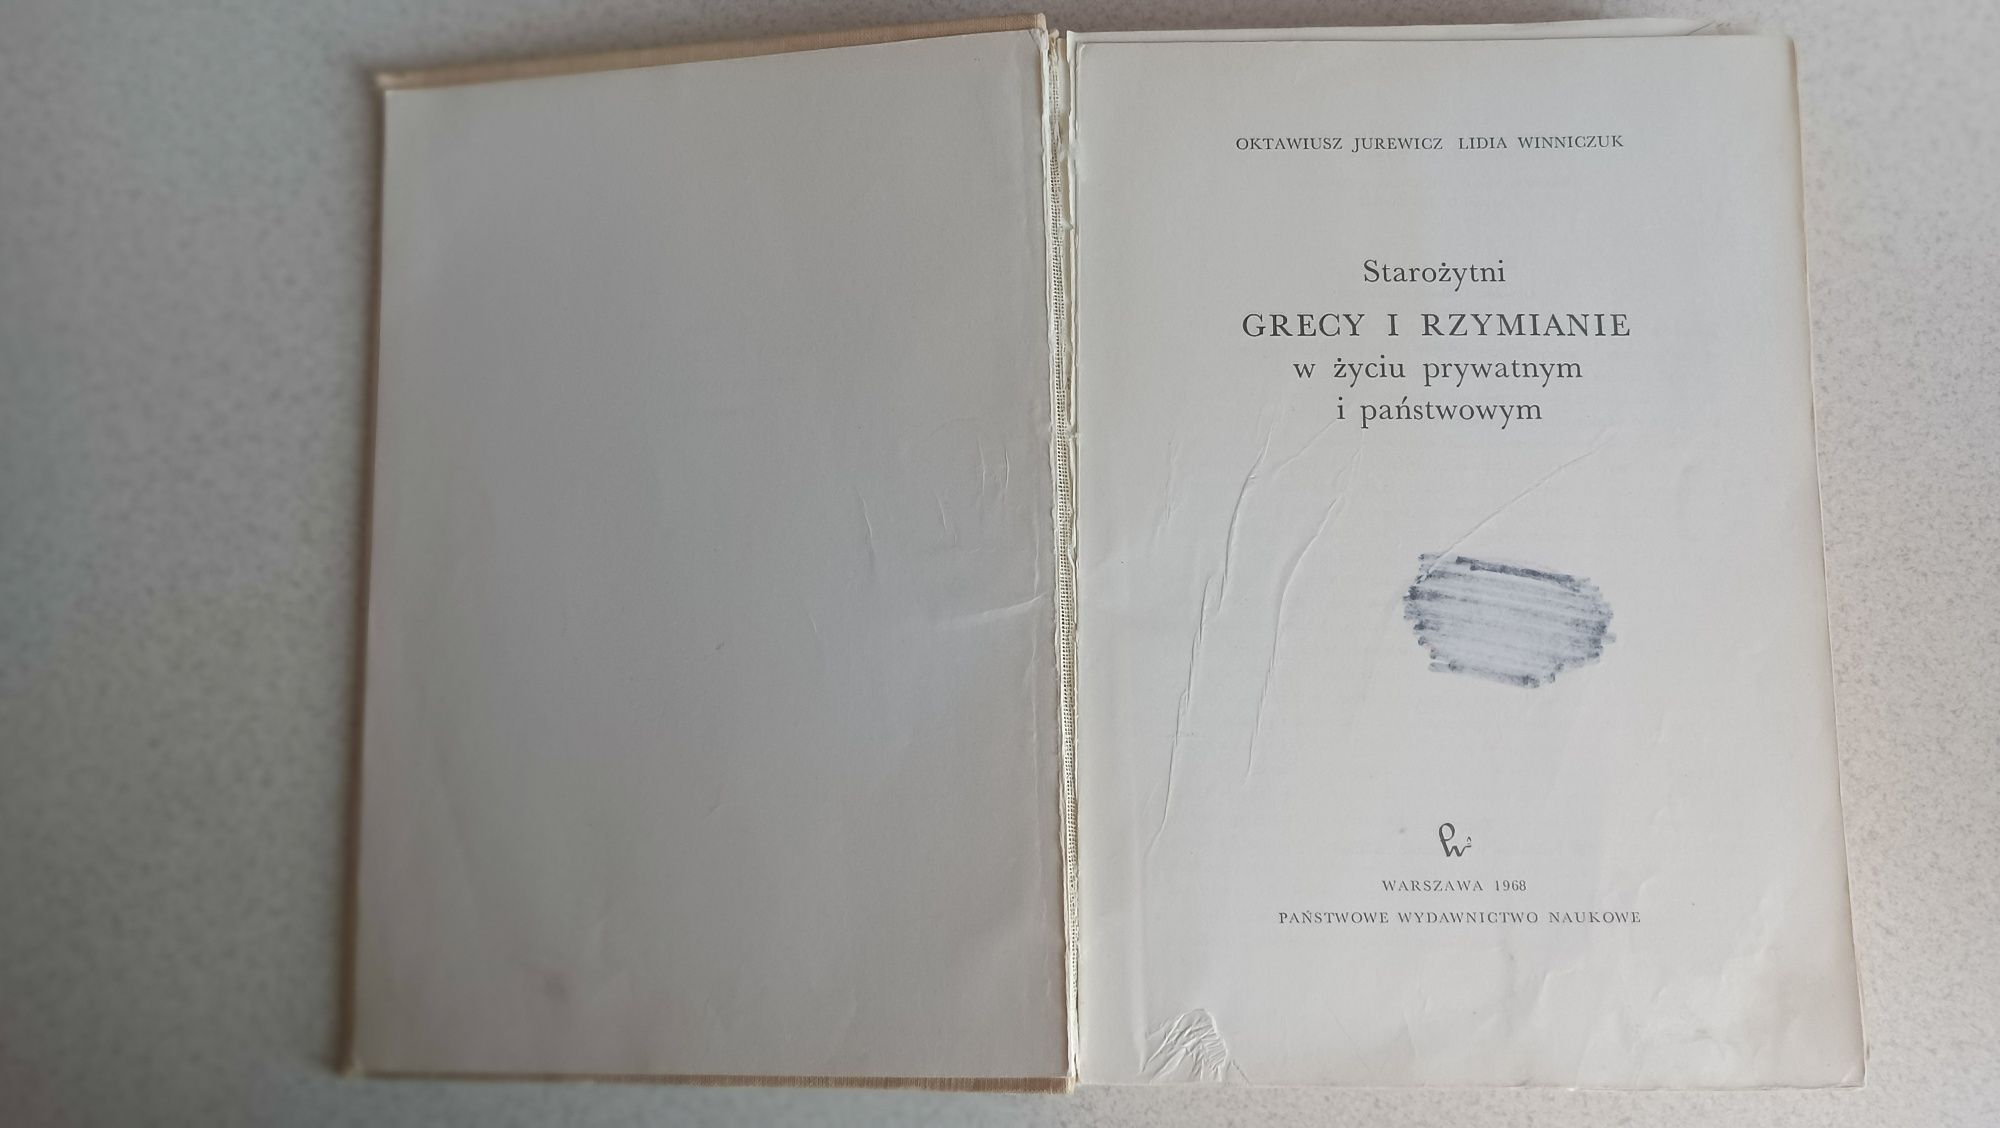 OKTAWIUSZ JUREWICZ LIDIA WINNICZUK
Starożytni
GRECY I RZYMIANIE
w życiu prywatnym
i państwowym
WARSZAWA 1968
PAŃSTWOWE WYDAWNICTWO NAUKOWE